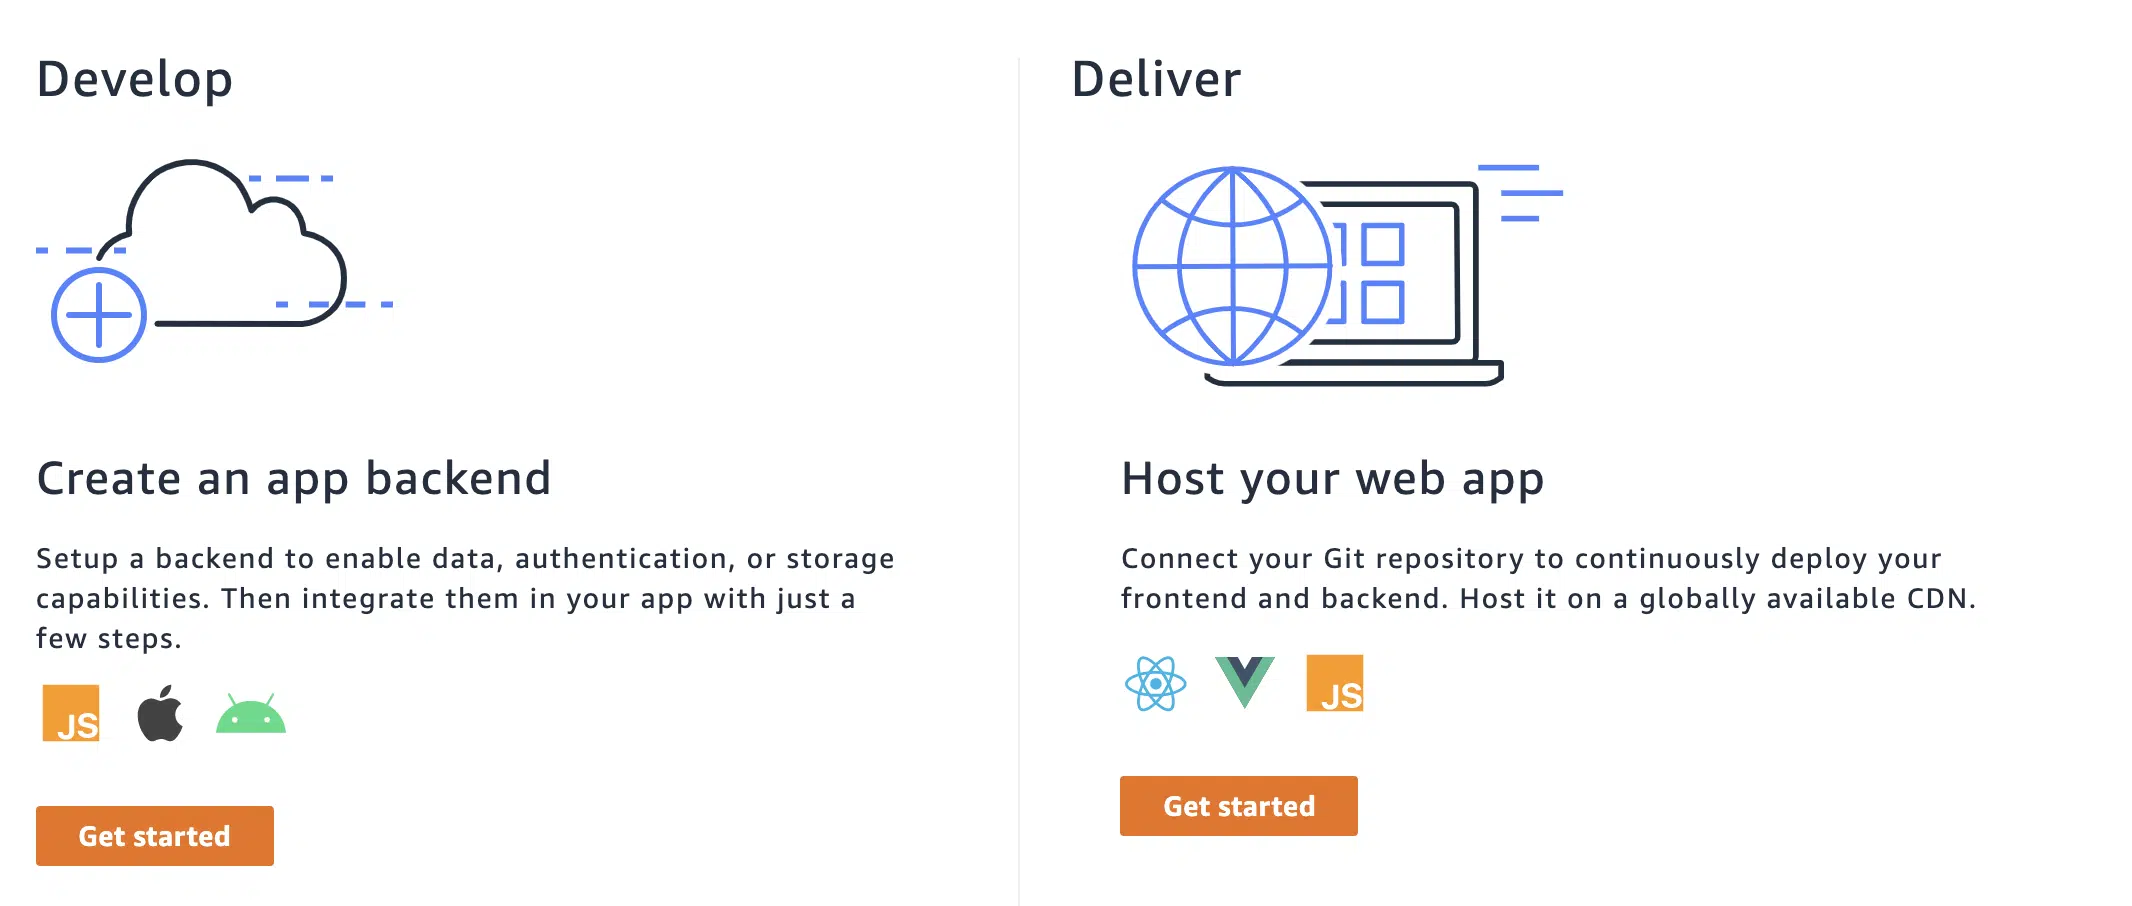 Develop
Create an app backend
Setup a backend to enable data, authentication, or storage
capabilities. Then integrate them in your app with just a
few steps.
JS
Get started
Deliver
Host your web app
Connect your Git repository to continuously deploy your
frontend and backend. Host it on a globally available CDN.
JS
Get started